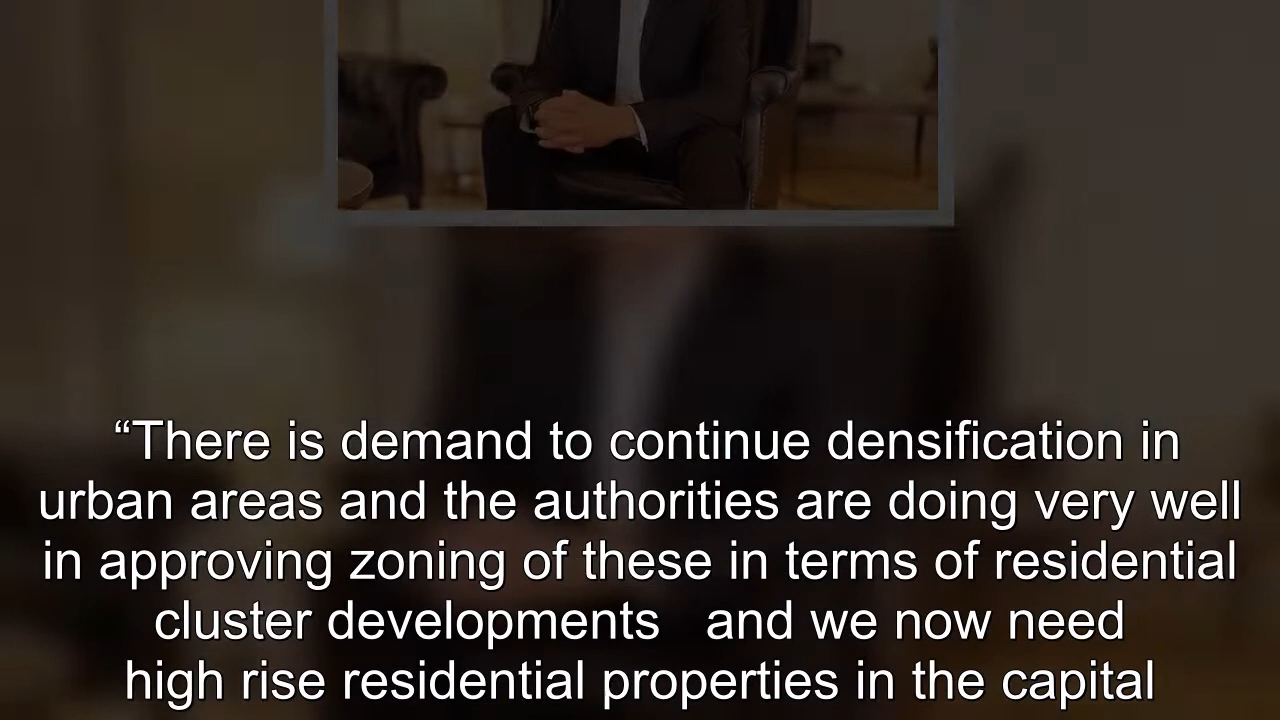 “There is demand to continue densification in
urban areas and the authorities are doing very well
in approving zoning of these in terms of residential
cluster developments   and we now need
high rise residential properties in the capital